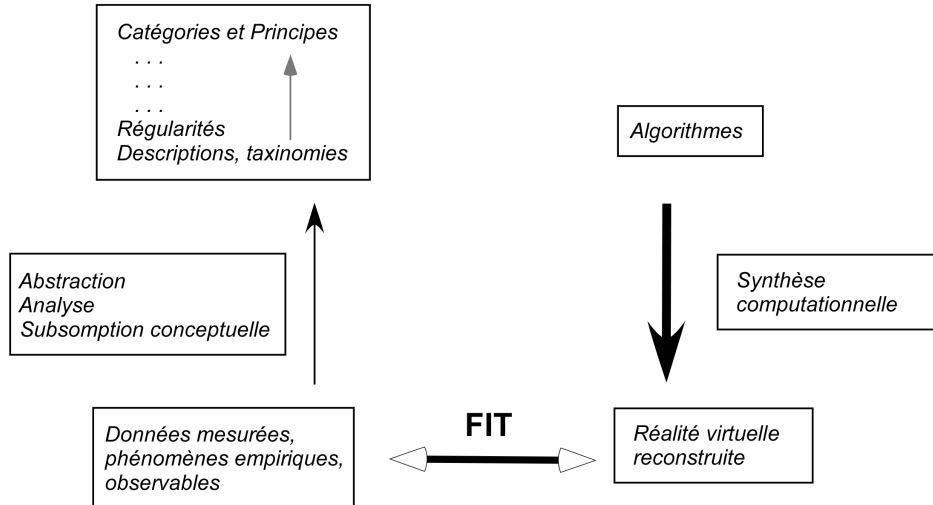 Catégories et Principes
. . .
. . .
. . .
Régularités
Descriptions, taxinomies
Algorithmes
Abstraction
Analyse
Subsomption conceptuelle
Synthèse
computationnelle
Données mesurées,
phénomènes empiriques,
observables
FIT
Réalité virtuelle
reconstruite